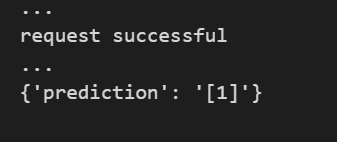 ...
request successful
...
{'prediction': '[1]'}